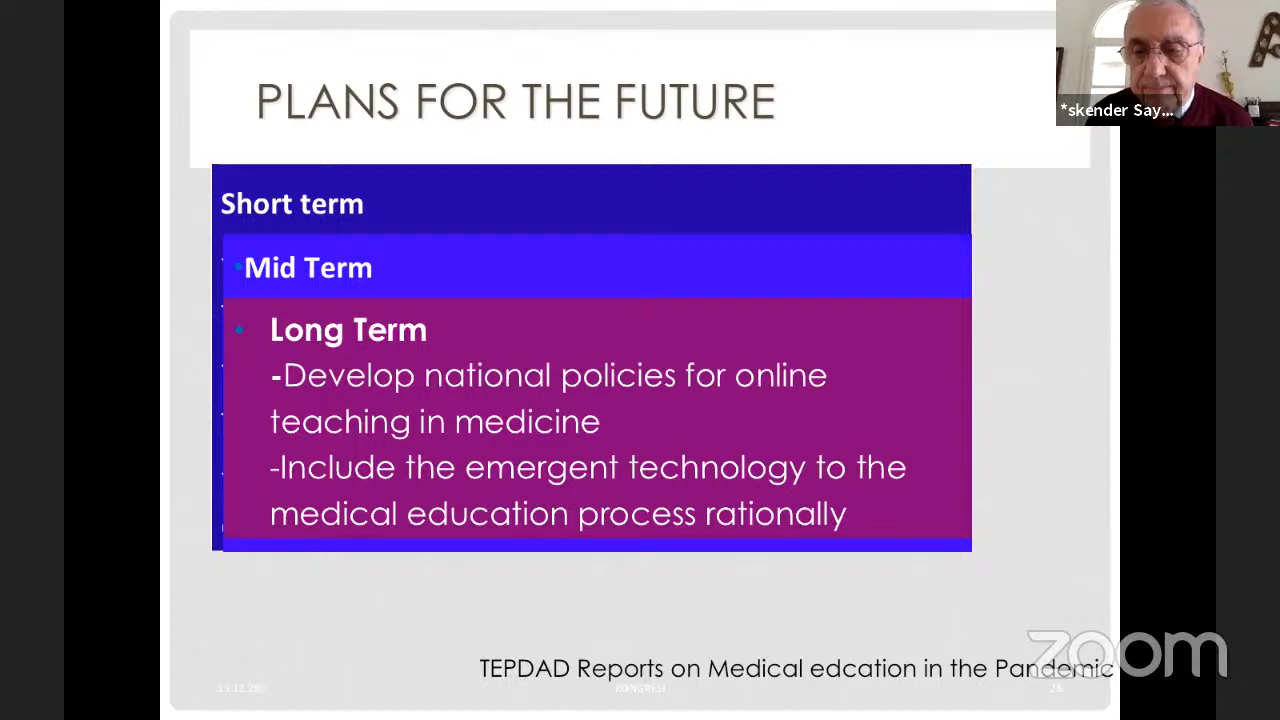 PLANS FOR THE FUTURE
*skender Say...
Short term
•Mid Term
• Long Term
-Develop national policies for online
teaching in medicine
-Include the emergent technology to the
medical education process rationally
TEPDAD Reports on Medical edcation in the Pandemic
zoom
KONGRESİ
28